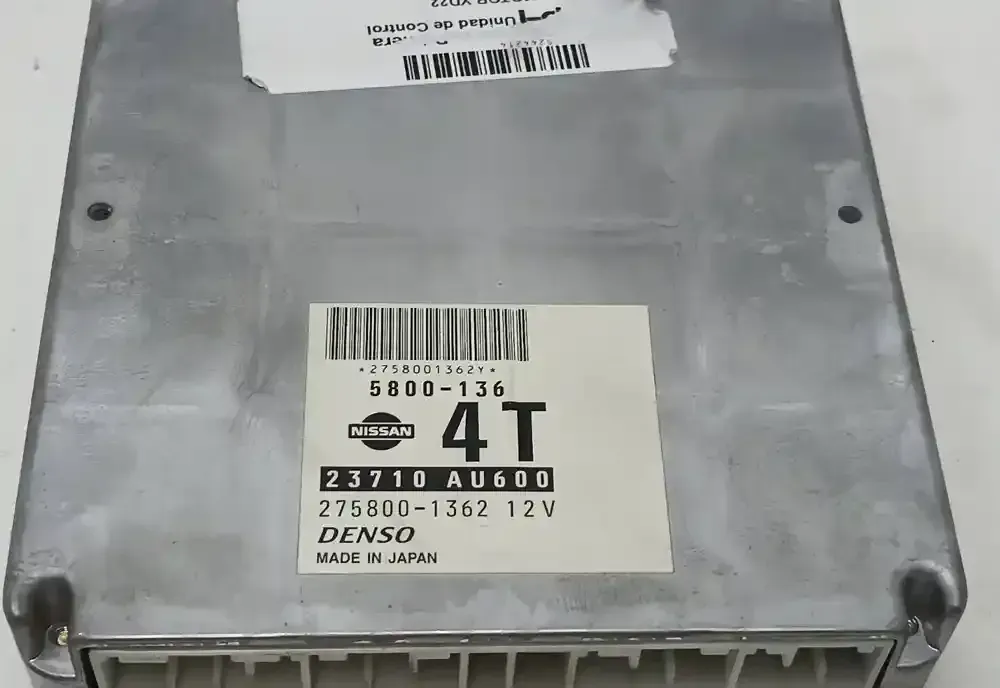 Unidad de Control
*2758001362Y*
5800-136
NISSAN
4T
23710 AU600
275800-1362 12V
DENSO
MADE IN JAPAN